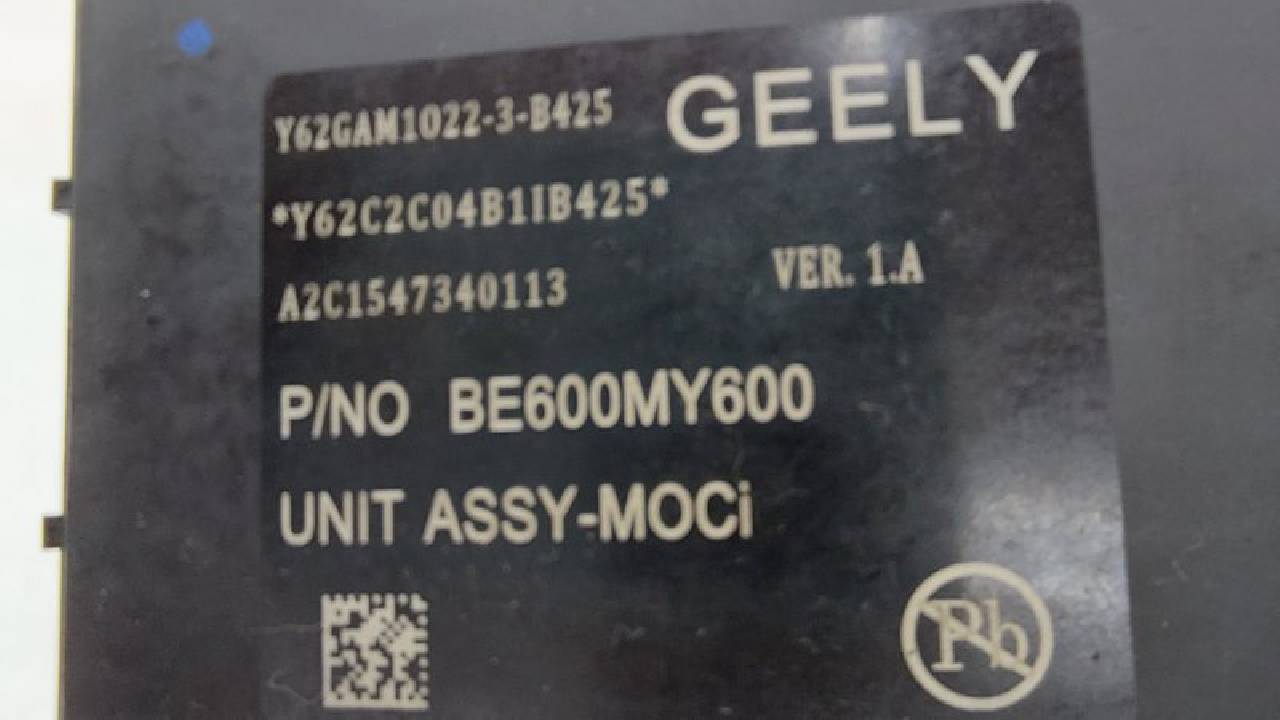 Y62GAM1022-3-B425 GEELY
*Y62C2C04B1IB425*
A2C1547340113 VER. 1.A
P/NO BE600MY600
UNIT ASSY-MOCi
Pb